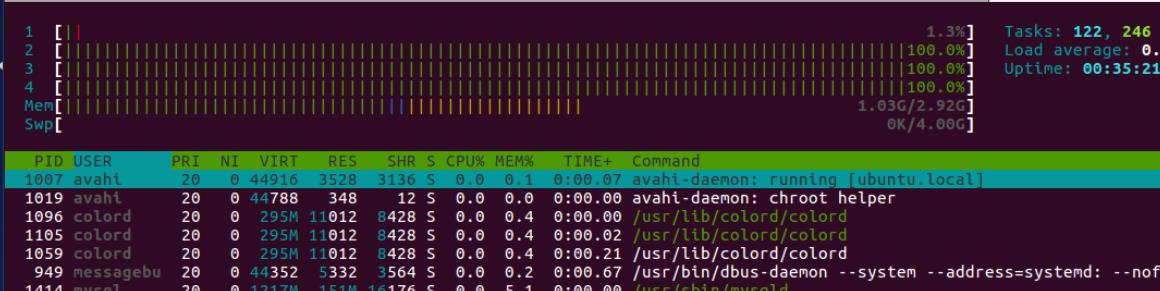 1 [|| 1.3%] Tasks: 122, 246
2 [||||||||||||||||||||||||||||||||||||||||||||||||||||||||||||||||||||||||||||||||||||100.0%] Load average: 0.
3 [||||||||||||||||||||||||||||||||||||||||||||||||||||||||||||||||||||||||||||||||||||100.0%] Uptime: 00:35:21
4 [||||||||||||||||||||||||||||||||||||||||||||||||||||||||||||||||||||||||||||||||||||100.0%]
Mem[|||||||||||||||||||||||||||||||||||||||||||||||||||| 1.03G/2.92G]
Swp[ 0K/4.00G]
PID USER PRI NI VIRT RES SHR S CPU% MEM% TIME+ Command
1007 avahi 20 0 44916 3528 3136 S 0.0 0.1 0:00.07 avahi-daemon: running [ubuntu.local]
1019 avahi 20 0 44788 348 12 S 0.0 0.0 0:00.00 avahi-daemon: chroot helper
1096 colord 20 0 295M 11012 8428 S 0.0 0.4 0:00.00 /usr/lib/colord/colord
1105 colord 20 0 295M 11012 8428 S 0.0 0.4 0:00.02 /usr/lib/colord/colord
1059 colord 20 0 295M 11012 8428 S 0.0 0.4 0:00.21 /usr/lib/colord/colord
949 messagebu 20 0 44352 5332 3564 S 0.0 0.2 0:00.67 /usr/bin/dbus-daemon --system --address=systemd: --nof
1414 mysql 20 0 1217M 151M 16176 S 0.0 5.1 0:00.00 /usr/sbin/mysqld